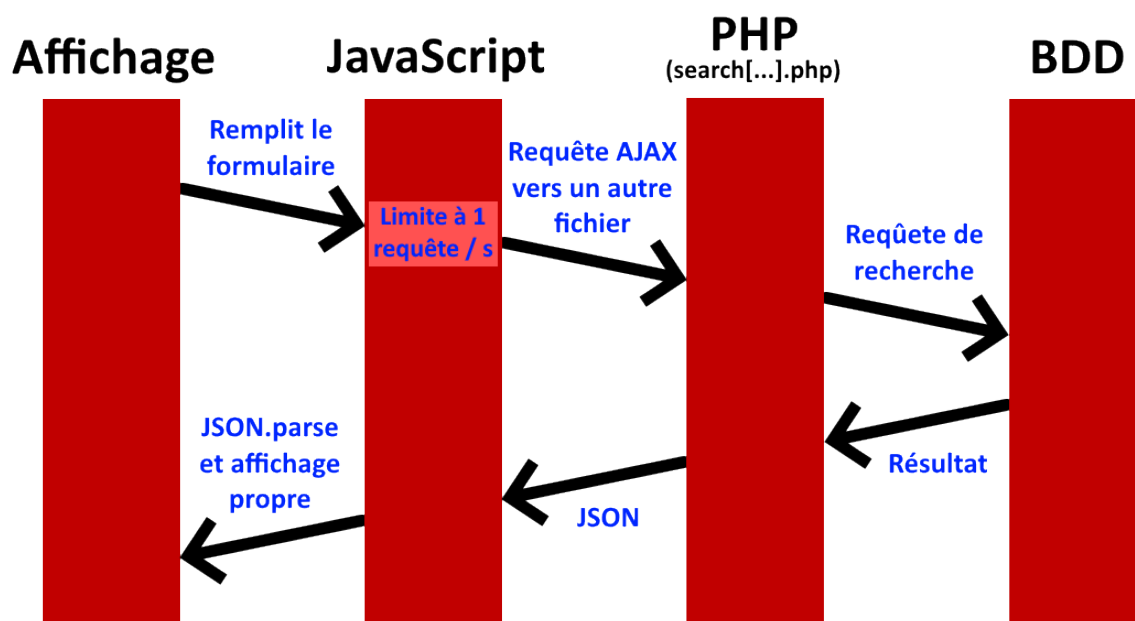 Affichage
JavaScript
PHP
(search[...].php)
BDD
Remplit le
formulaire
Limite à 1
requête / s
Requête AJAX
vers un autre
fichier
Reqûete de
recherche
Résultat
JSON
JSON.parse
et affichage
propre